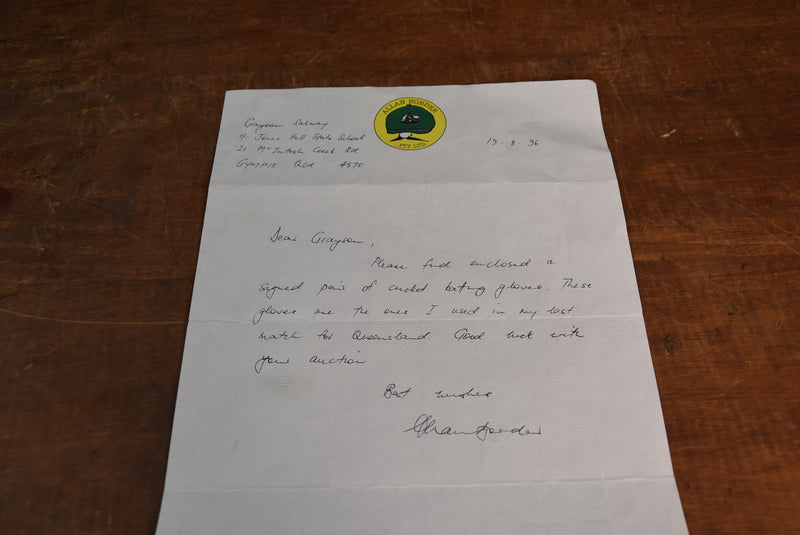 ALLAN BORDER
PTY LTD
Grayson Salway
C/- Jones Hill State School
21 McIntosh Creek Rd
GYMPIE Qld 4570
19.8.96
Dear Grayson,
Please find enclosed a
signed pair of cricket batting gloves. These
gloves are the ones I used in my last
match for Queensland. Good luck with
your auction
Best wishes
Allan Border